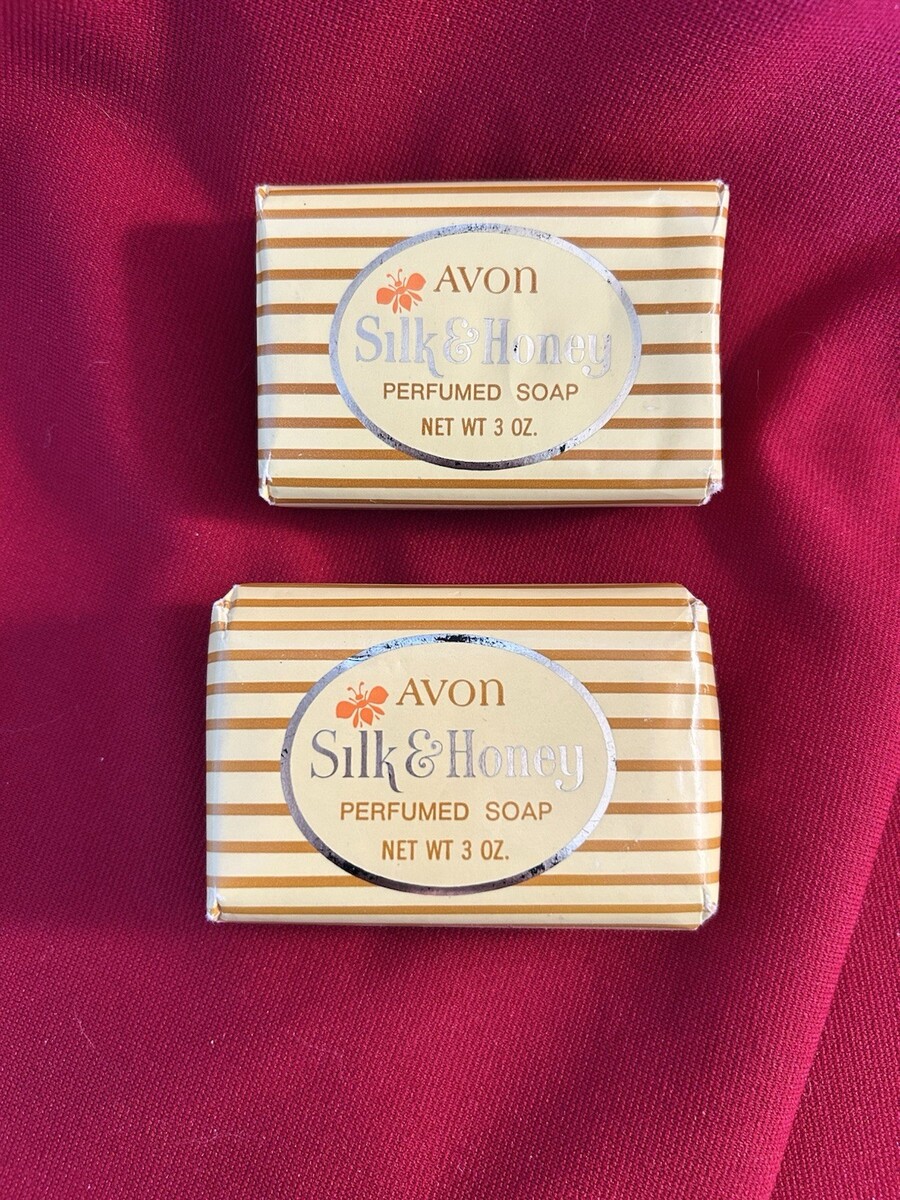 AVON
Silk & Honey
PERFUMED SOAP
NET WT 3 OZ.
AVON
Silk & Honey
PERFUMED SOAP
NET WT 3 OZ.